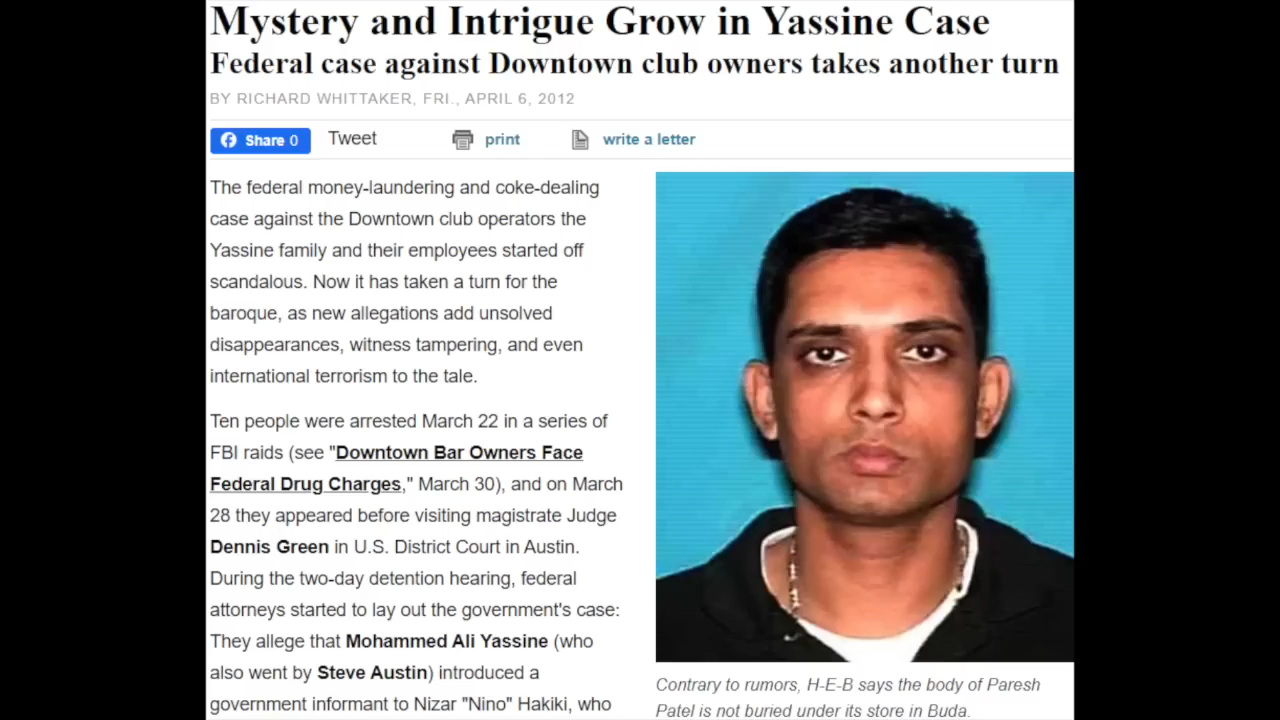 Mystery and Intrigue Grow in Yassine Case
Federal case against Downtown club owners takes another turn
BY RICHARD WHITTAKER, FRI., APRIL 6, 2012
Share 0
Tweet
print
write a letter
The federal money-laundering and coke-dealing
case against the Downtown club operators the
Yassine family and their employees started off
scandalous. Now it has taken a turn for the
baroque, as new allegations add unsolved
disappearances, witness tampering, and even
international terrorism to the tale.
Ten people were arrested March 22 in a series of
FBI raids (see "Downtown Bar Owners Face
Federal Drug Charges," March 30), and on March
28 they appeared before visiting magistrate Judge
Dennis Green in U.S. District Court in Austin.
During the two-day detention hearing, federal
attorneys started to lay out the government's case:
They allege that Mohammed Ali Yassine (who
also went by Steve Austin) introduced a
government informant to Nizar "Nino" Hakiki, who
Contrary to rumors, H-E-B says the body of Paresh
Patel is not buried under its store in Buda.